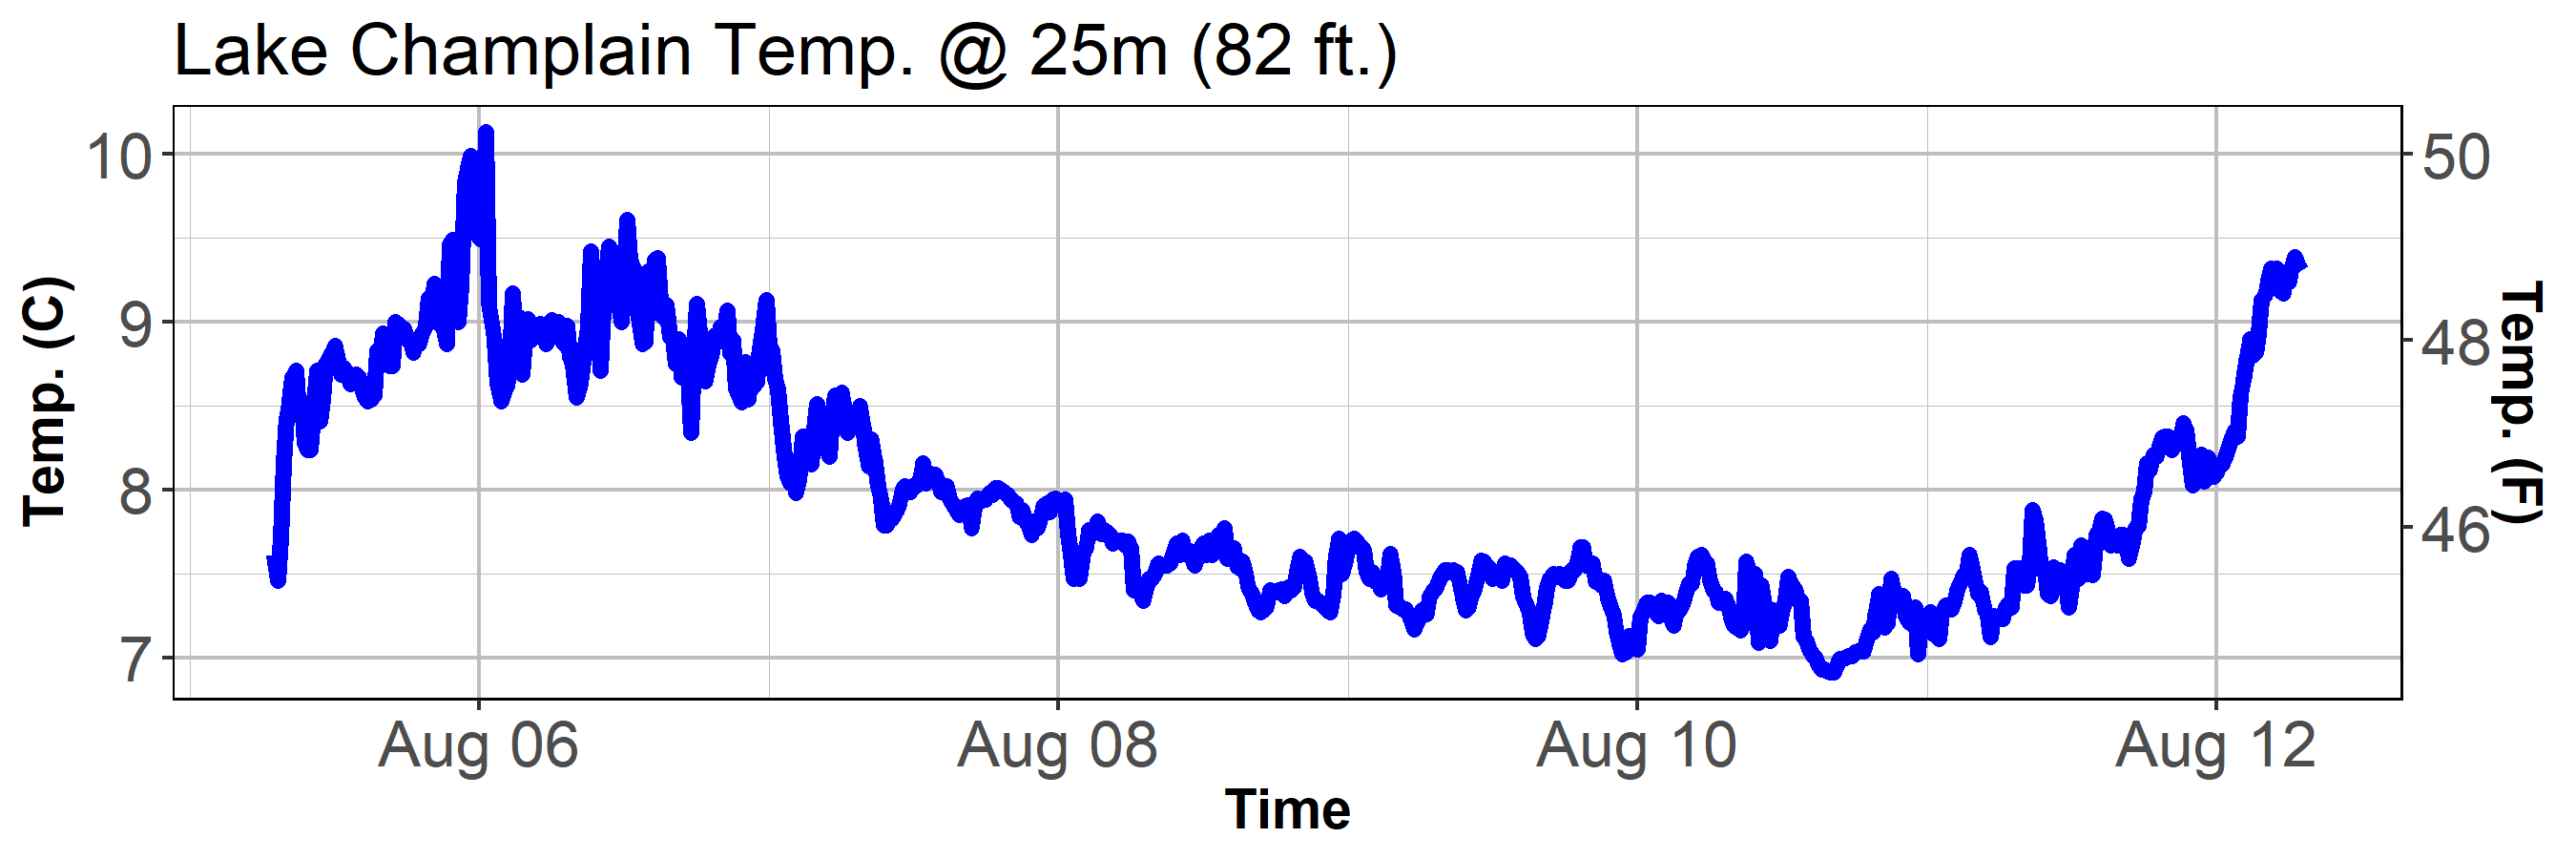 Lake Champlain Temp. @ 25m (82 ft.)
Temp. (C)
10
9
8
7
50
48
46
Temp. (F)
Aug 06
Aug 08
Aug 10
Aug 12
Time